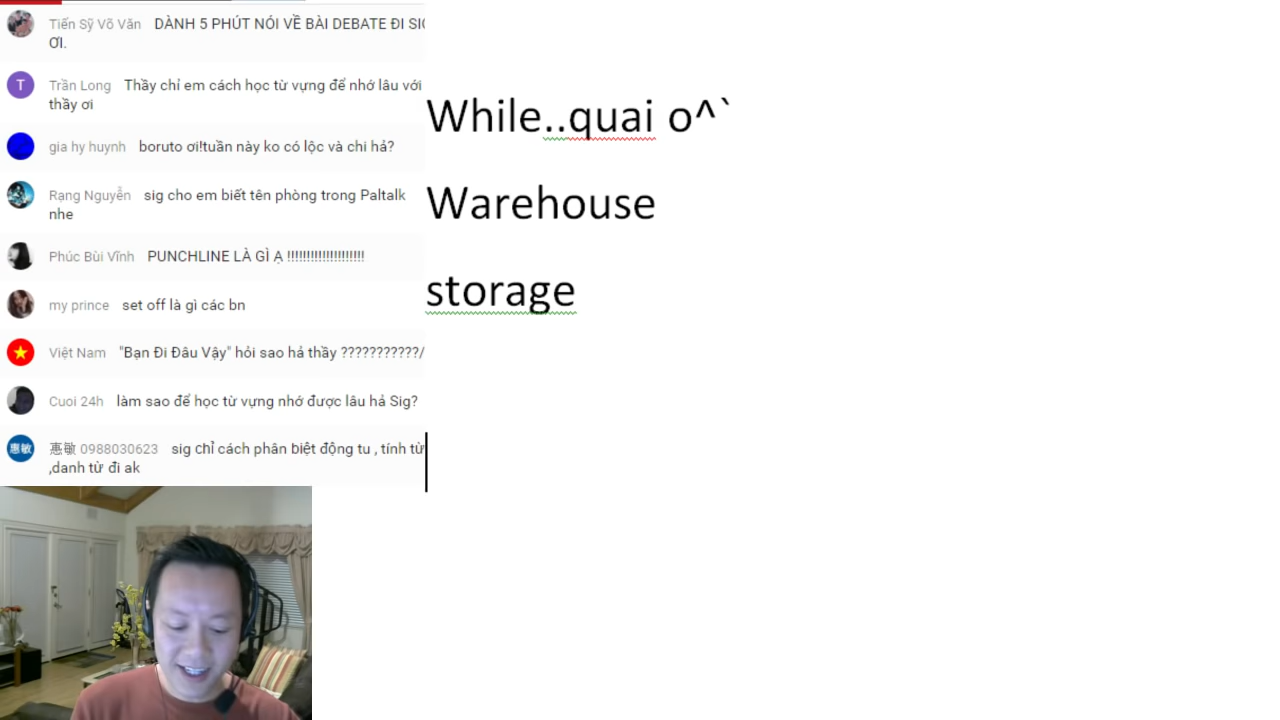 Tiến Sỹ Võ Văn DÀNH 5 PHÚT NÓI VỀ BÀI DEBATE ĐI SIG
ƠI.
Trần Long Thầy chỉ em cách học từ vựng để nhớ lâu với
thầy ơi
gia hy huynh boruto ơi!tuần này ko có lộc và chi hả?
Rạng Nguyễn sig cho em biết tên phòng trong Paltalk
nhe
Phúc Bùi Vĩnh PUNCHLINE LÀ GÌ Ạ !!!!!!!!!!!!!!!!!!!!
my prince set off là gì các bn
Việt Nam "Bạn Đi Đâu Vậy" hỏi sao hả thầy ???????????/
Cuoi 24h làm sao để học từ vựng nhớ được lâu hả Sig?
惠敏 0988030623 sig chỉ cách phân biệt động tu , tính từ
,danh từ đi ak
T
惠敏
While..quai o^`
Warehouse
storage